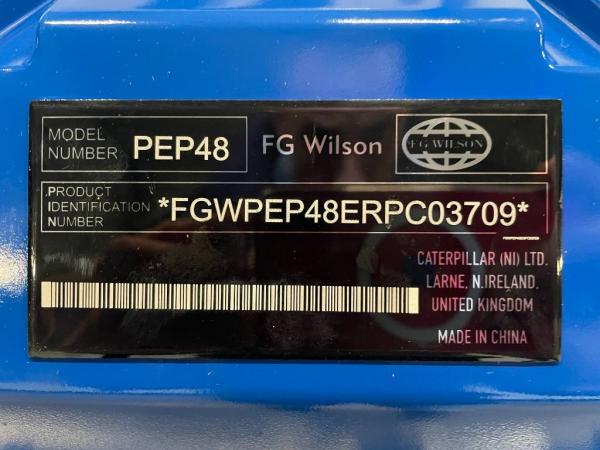 MODEL
NUMBER
PEP48
FG Wilson
FG WILSON
PRODUCT
IDENTIFICATION
NUMBER
*FGWPEP48ERPC03709*
CATERPILLAR (NI) LTD.
LARNE, N.IRELAND,
UNITED KINGDOM
MADE IN CHINA